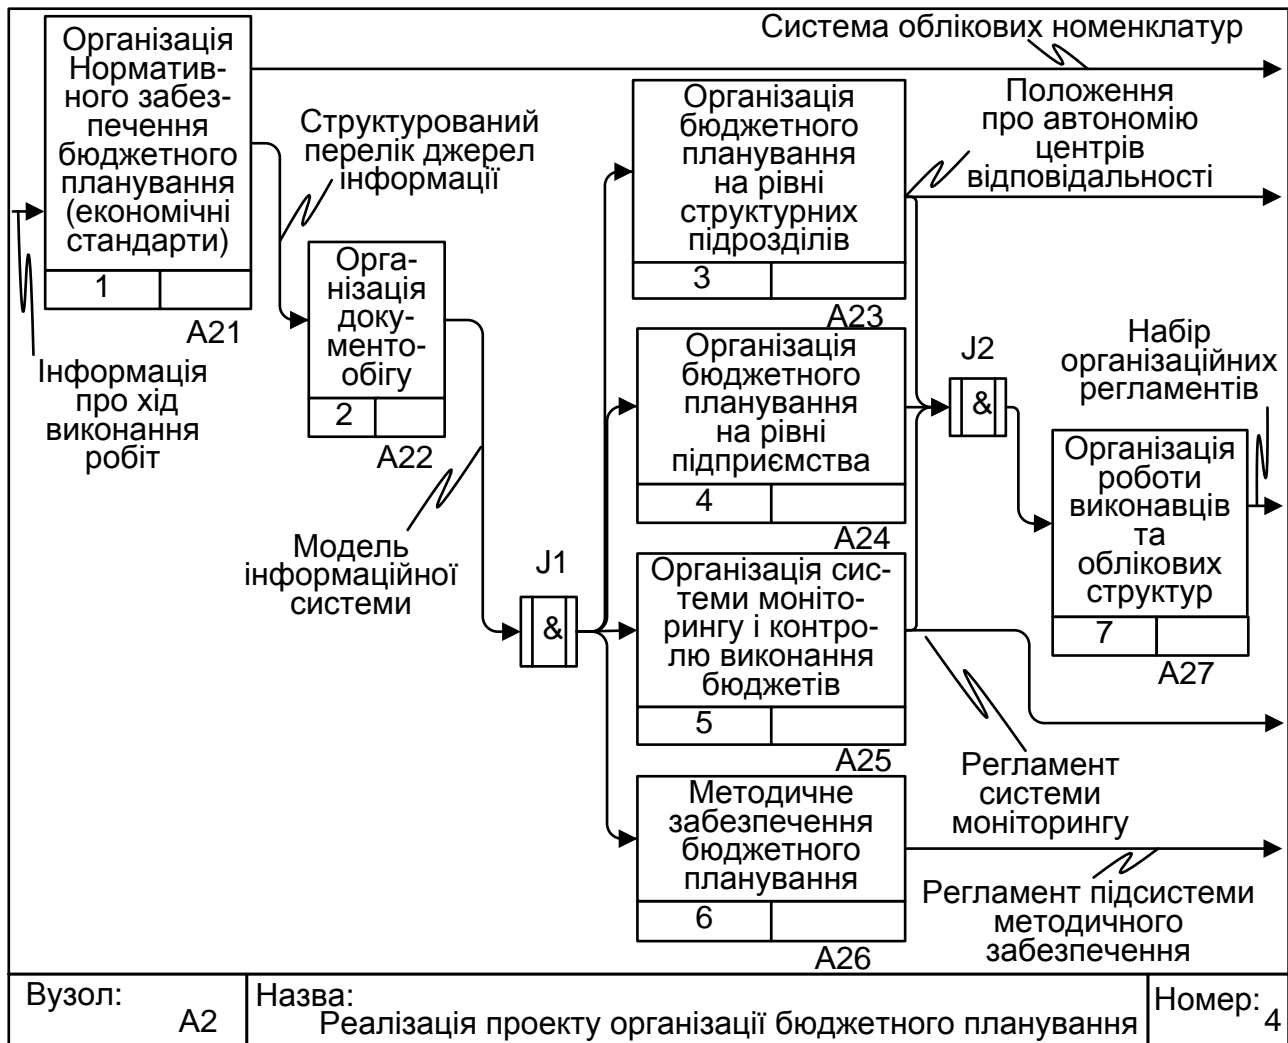 Система облікових номенклатур
Організація
Норматив-
ного забез-
печення
бюджетного
планування
(економічні
стандарти)
1
A21
Інформація
про хід
виконання
робіт
Структурований
перелік джерел
інформації
Орга-
нізація
доку-
менто-
обігу
2
A22
Модель
інформаційної
системи
J1
&
Організація
бюджетного
планування
на рівні
структурних
підрозділів
3
A23
Положення
про автономію
центрів
відповідальності
Організація
бюджетного
планування
на рівні
підприємства
4
A24
J2
&
Набір
організаційних
регламентів
Організація
роботи
виконавців
та
облікових
структур
7
A27
Організація сис-
теми моніто-
рингу і контро-
лю виконання
бюджетів
5
A25
Регламент
системи
моніторингу
Методичне
забезпечення
бюджетного
планування
6
A26
Регламент підсистеми
методичного
забезпечення
Вузол:
A2
Назва:
Реалізація проекту організації бюджетного планування
Номер:
4